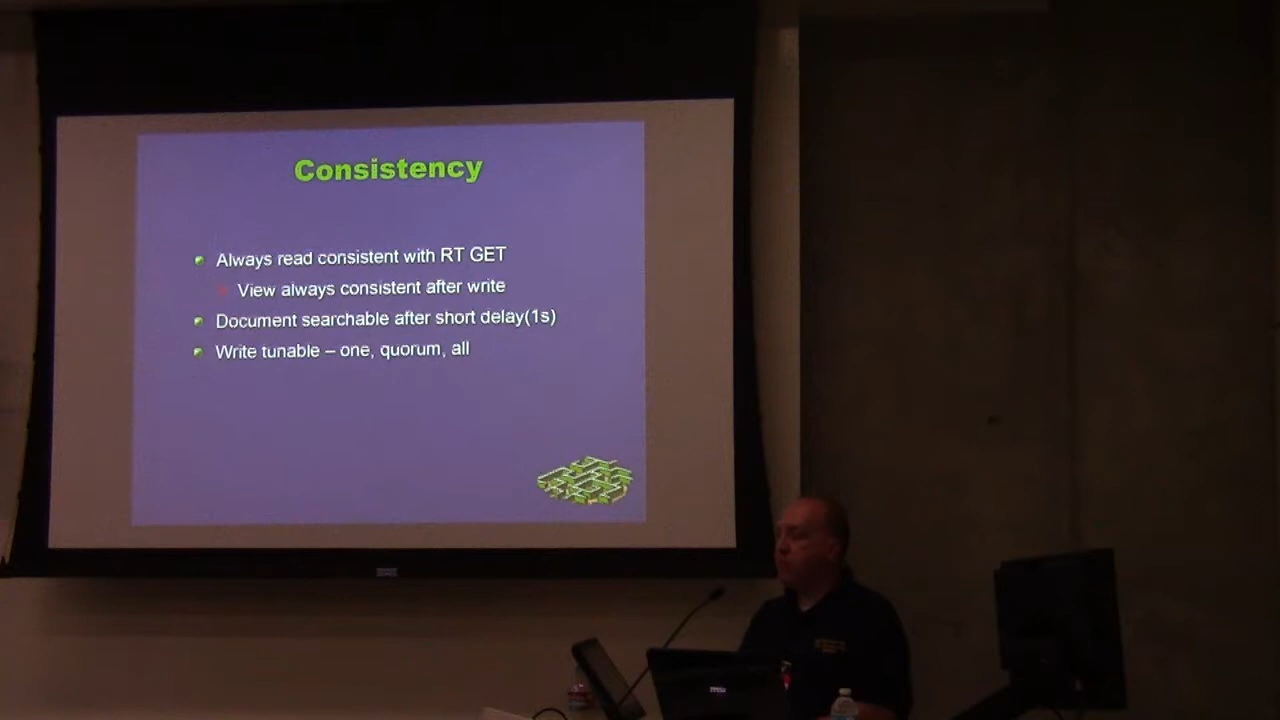 Consistency
Always read consistent with RT GET
View always consistent after write
Document searchable after short delay(1s)
Write tunable – one, quorum, all